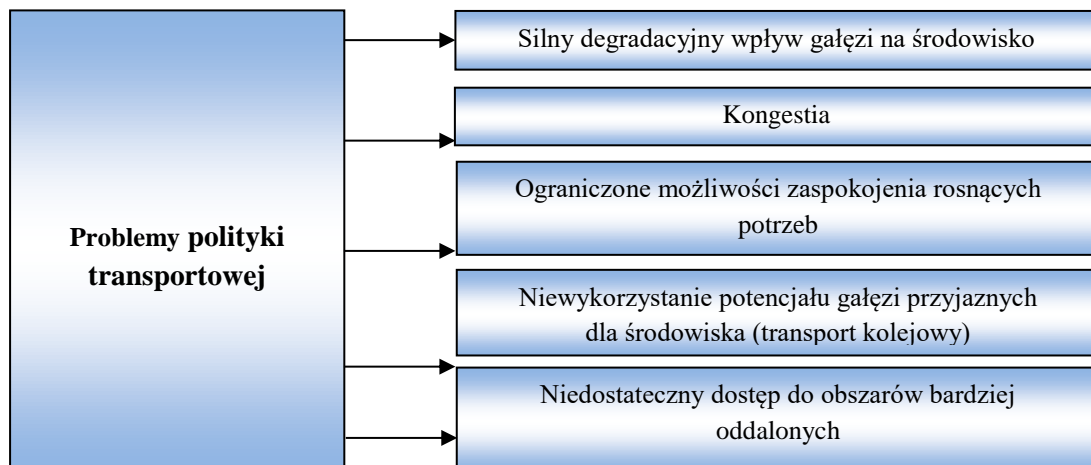 Problemy polityki
transportowej
Silny degradacyjny wpływ gałęzi na środowisko
Kongestia
Ograniczone możliwości zaspokojenia rosnących
potrzeb
Niewykorzystanie potencjału gałęzi przyjaznych
dla środowiska (transport kolejowy)
Niedostateczny dostęp do obszarów bardziej
oddalonych